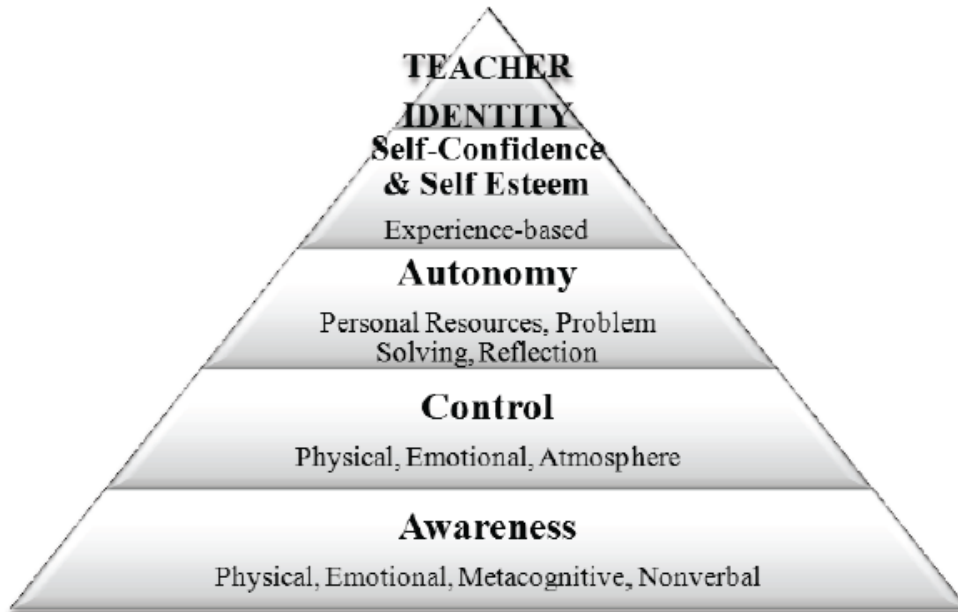 TEACHER
IDENTITY
Self-Confidence
& Self Esteem
Experience-based
Autonomy
Personal Resources, Problem
Solving, Reflection
Control
Physical, Emotional, Atmosphere
Awareness
Physical, Emotional, Metacognitive, Nonverbal